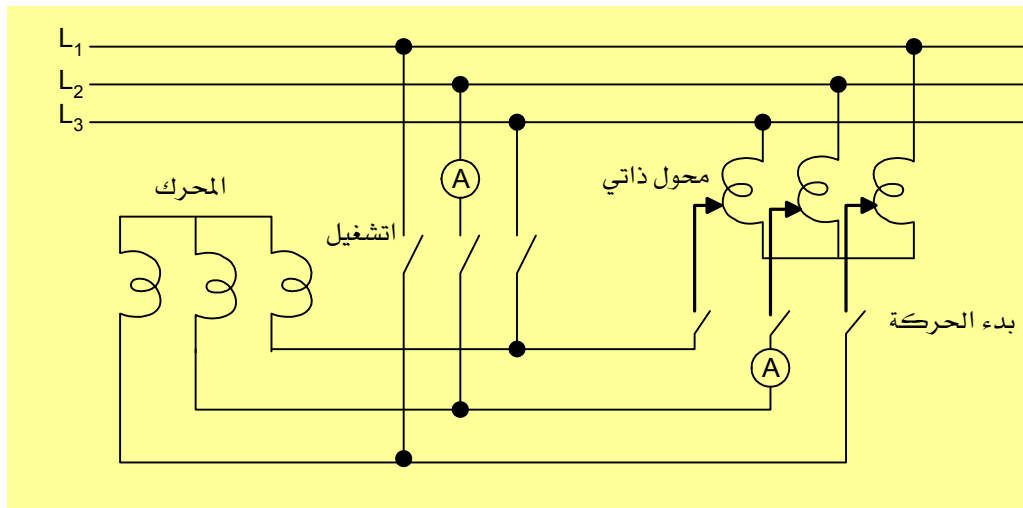 L₁
L₂
L₃
A
محول ذاتي
المحرك
اتشغيل
بدء الحركة
A